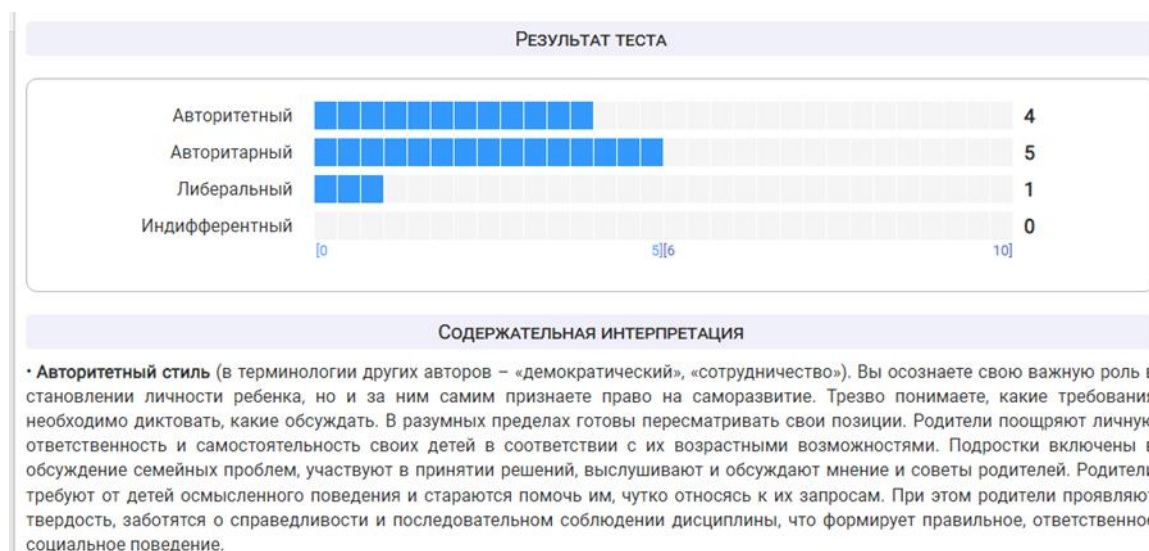 Результат теста
Авторитетный 4
Авторитарный 5
Либеральный 1
Индифферентный 0
[0 5][6 10]
Содержательная интерпретация
• Авторитетный стиль (в терминологии других авторов – «демократический», «сотрудничество»). Вы осознаете свою важную роль в
становлении личности ребенка, но и за ним самим признаете право на саморазвитие. Трезво понимаете, какие требования
необходимо диктовать, какие обсуждать. В разумных пределах готовы пересматривать свои позиции. Родители поощряют личную
ответственность и самостоятельность своих детей в соответствии с их возрастными возможностями. Подростки включены в
обсуждение семейных проблем, участвуют в принятии решений, выслушивают и обсуждают мнение и советы родителей. Родители
требуют от детей осмысленного поведения и стараются помочь им, чутко относясь к их запросам. При этом родители проявляют
твердость, заботятся о справедливости и последовательном соблюдении дисциплины, что формирует правильное, ответственное
социальное поведение.